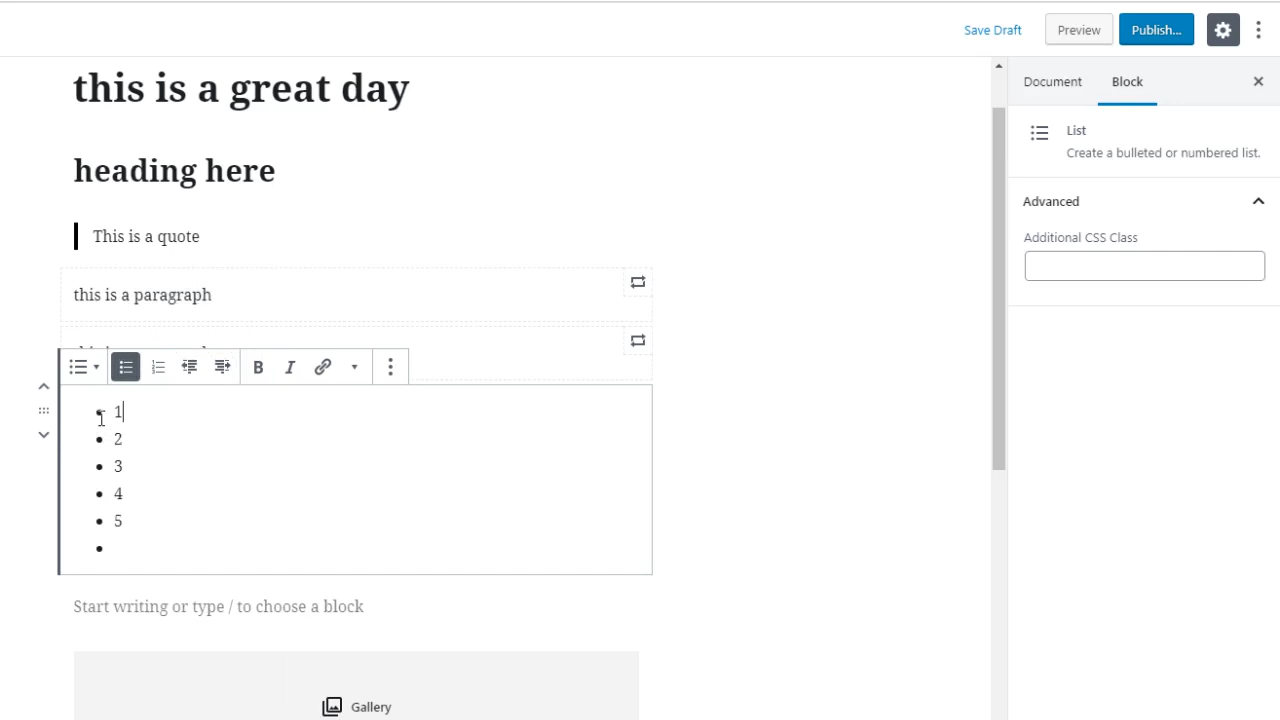 Save Draft
Preview
Publish...
this is a great day
Document
Block
List
Create a bulleted or numbered list.
heading here
Advanced
This is a quote
Additional CSS Class
this is a paragraph
B I
1
2
3
4
5
Start writing or type / to choose a block
Gallery